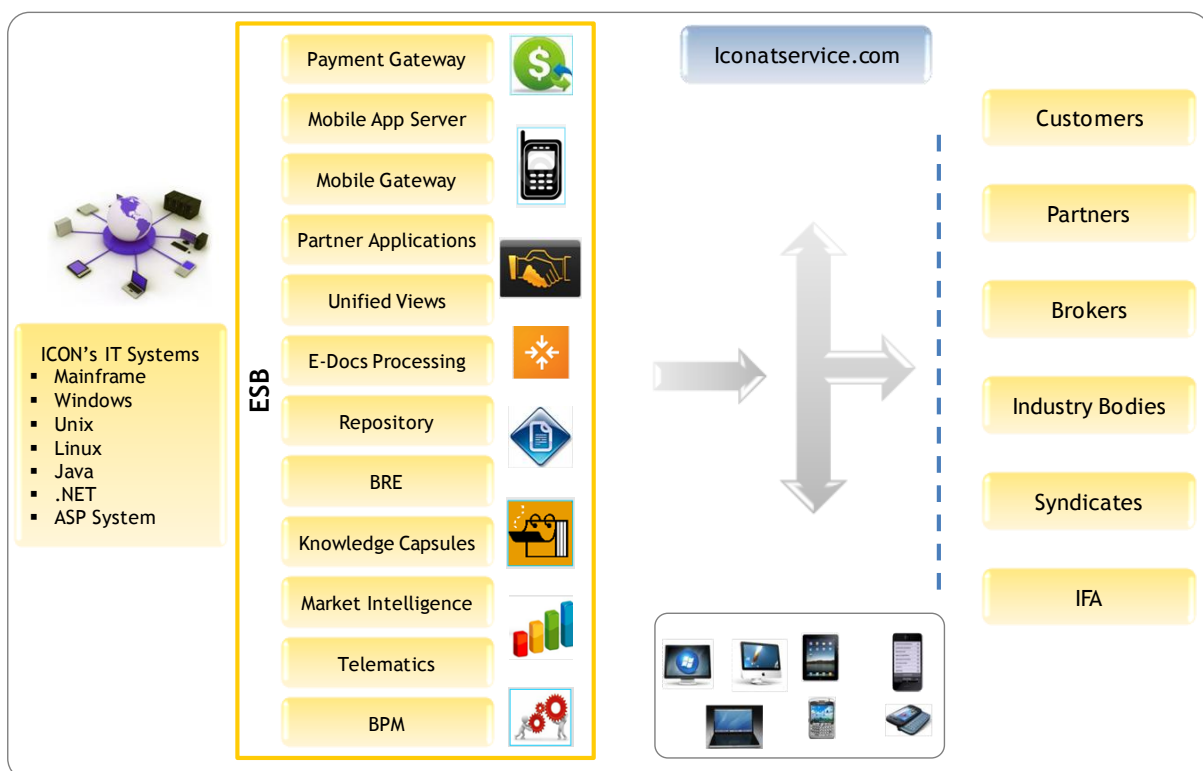 ICON's IT Systems
▪ Mainframe
▪ Windows
▪ Unix
▪ Linux
▪ Java
▪ .NET
▪ ASP System
ESB
Payment Gateway
Mobile App Server
Mobile Gateway
Partner Applications
Unified Views
E-Docs Processing
Repository
BRE
Knowledge Capsules
Market Intelligence
Telematics
BPM
Iconatservice.com
Customers
Partners
Brokers
Industry Bodies
Syndicates
IFA